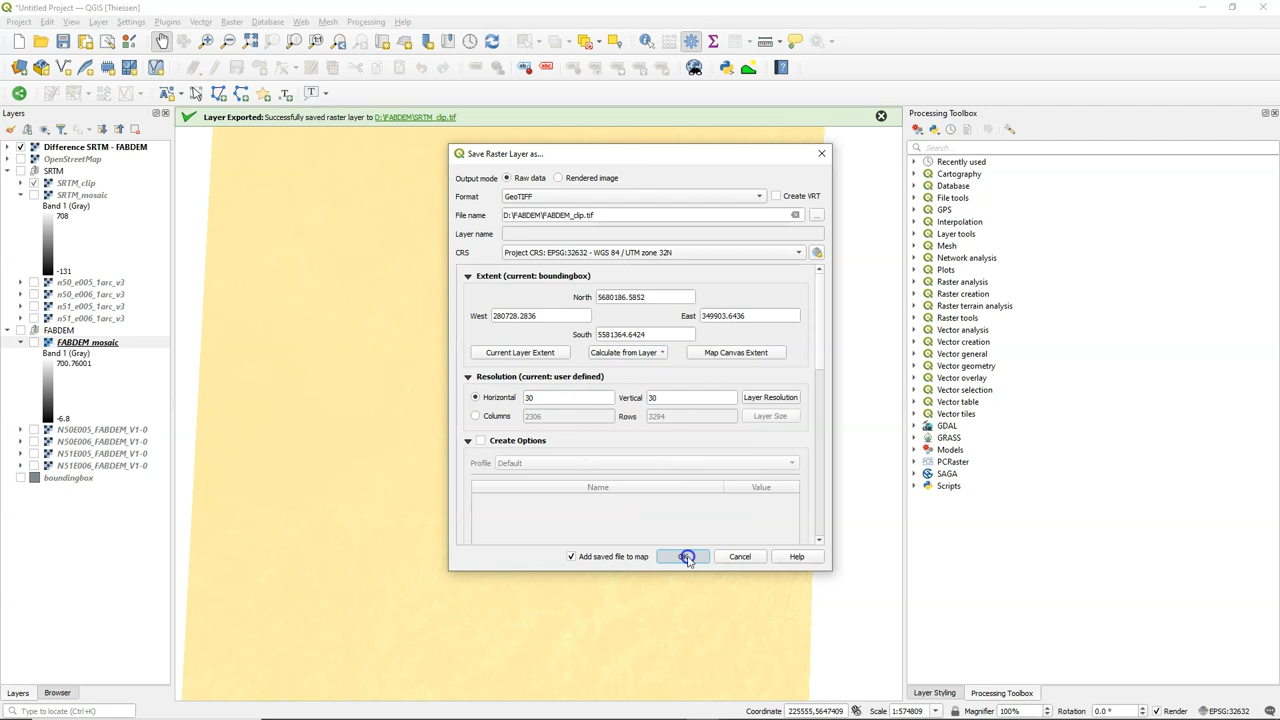 *Untitled Project — QGIS [Thiessen]
Project Edit View Layer Settings Plugins Vector Raster Database Web Mesh Processing Help
Layers
Difference SRTM - FABDEM
OpenStreetMap
SRTM
SRTM_clip
SRTM_mosaic
Band 1 (Gray)
708
-131
n50_e005_1arc_v3
n50_e006_1arc_v3
n51_e005_1arc_v3
n51_e006_1arc_v3
FABDEM
FABDEM_mosaic
Band 1 (Gray)
700.76001
-6.8
N50E005_FABDEM_V1-0
N50E006_FABDEM_V1-0
N51E005_FABDEM_V1-0
N51E006_FABDEM_V1-0
boundingbox
Layers Browser
Type to locate (Ctrl+K)
Layer Exported: Successfully saved raster layer to D:\FABDEM\SRTM_clip.tif
Save Raster Layer as...
Output mode Raw data Rendered image
Format GeoTIFF Create VRT
File name D:\FABDEM\FABDEM_clip.tif ...
Layer name
CRS Project CRS: EPSG:32632 - WGS 84 / UTM zone 32N
Extent (current: boundingbox)
North 5680186.5852
West 280728.2836 East 349903.6436
South 5581364.6424
Current Layer Extent Calculate from Layer Map Canvas Extent
Resolution (current: user defined)
Horizontal 30 Vertical 30 Layer Resolution
Columns 2306 Rows 3294 Layer Size
Create Options
Profile Default
Name Value
Add saved file to map Cancel Help
Processing Toolbox
Search...
Recently used
Cartography
Database
File tools
GPS
Interpolation
Layer tools
Mesh
Network analysis
Plots
Raster analysis
Raster creation
Raster terrain analysis
Raster tools
Vector analysis
Vector creation
Vector general
Vector geometry
Vector overlay
Vector selection
Vector table
Vector tiles
GDAL
GRASS
Models
PCRaster
SAGA
Scripts
Layer Styling Processing Toolbox
Coordinate 225555,5647409 Scale 1:574809 Magnifier 100% Rotation 0.0 ° Render EPSG:32632